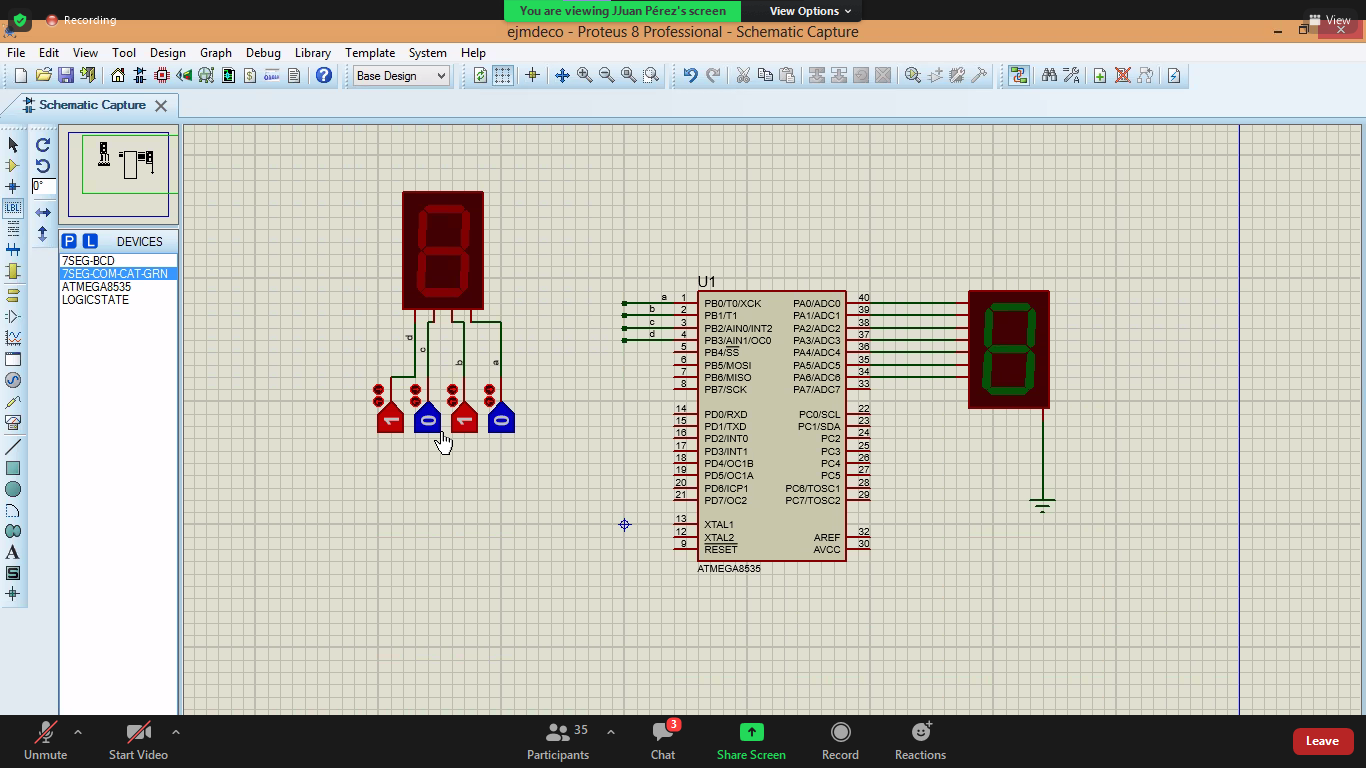 You are viewing JJuan Pérez's screen
View Options
Recording
View
ejmdeco - Proteus 8 Professional - Schematic Capture
File Edit View Tool Design Graph Debug Library Template System Help
Base Design
Schematic Capture
0°
LBL
P L DEVICES
7SEG-BCD
7SEG-COM-CAT-GRN
ATMEGA8535
LOGICSTATE
A
S
d
c
b
a
1 0 1 0
U1
a 1 PB0/T0/XCK PA0/ADC0 40
b 2 PB1/T1 PA1/ADC1 39
c 3 PB2/AIN0/INT2 PA2/ADC2 38
d 4 PB3/AIN1/OC0 PA3/ADC3 37
5 PB4/SS PA4/ADC4 36
6 PB5/MOSI PA5/ADC5 35
7 PB6/MISO PA6/ADC6 34
8 PB7/SCK PA7/ADC7 33
14 PD0/RXD PC0/SCL 22
15 PD1/TXD PC1/SDA 23
16 PD2/INT0 PC2 24
17 PD3/INT1 PC3 25
18 PD4/OC1B PC4 26
19 PD5/OC1A PC5 27
20 PD6/ICP1 PC6/TOSC1 28
21 PD7/OC2 PC7/TOSC2 29
13 XTAL1
12 XTAL2 AREF 32
9 RESET AVCC 30
ATMEGA8535
Unmute
Start Video
Participants 35
Chat 3
Share Screen
Record
Reactions
Leave